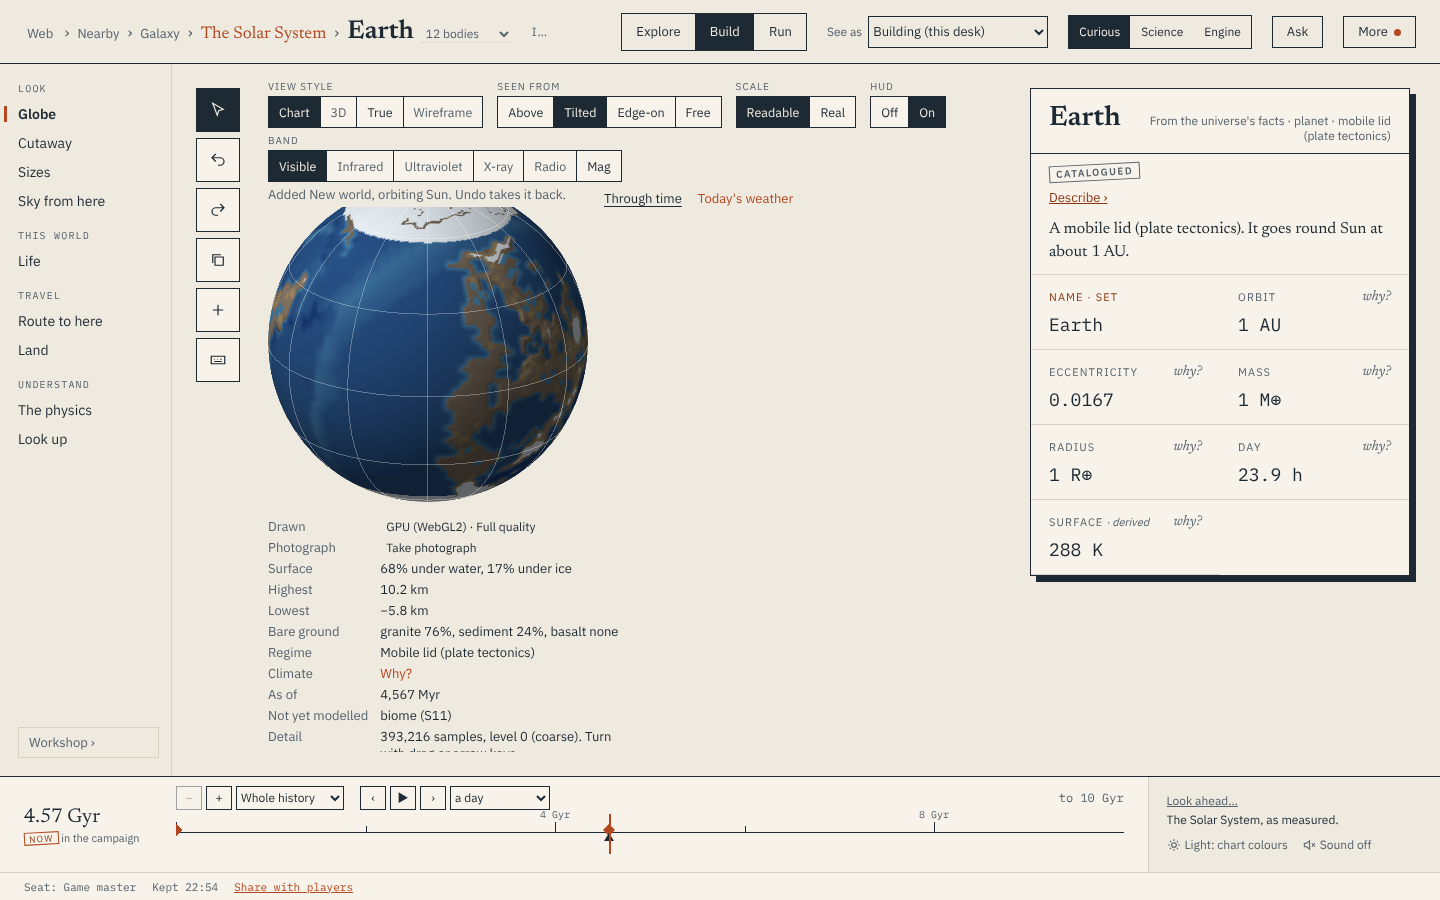 Web › Nearby › Galaxy › The Solar System › Earth 12 bodies I…
Explore Build Run
See as Building (this desk)
Curious Science Engine
Ask
More
LOOK
Globe
Cutaway
Sizes
Sky from here
THIS WORLD
Life
TRAVEL
Route to here
Land
UNDERSTAND
The physics
Look up
Workshop ›
VIEW STYLE
Chart 3D True Wireframe
SEEN FROM
Above Tilted Edge-on Free
SCALE
Readable Real
HUD
Off On
BAND
Visible Infrared Ultraviolet X-ray Radio Mag
Added New world, orbiting Sun. Undo takes it back.
Through time Today's weather
Drawn GPU (WebGL2) · Full quality
Photograph Take photograph
Surface 68% under water, 17% under ice
Highest 10.2 km
Lowest −5.8 km
Bare ground granite 76%, sediment 24%, basalt none
Regime Mobile lid (plate tectonics)
Climate Why?
As of 4,567 Myr
Not yet modelled biome (S11)
Detail 393,216 samples, level 0 (coarse). Turn
with drag or arrow keys
Earth
From the universe's facts · planet · mobile lid
(plate tectonics)
CATALOGUED
Describe ›
A mobile lid (plate tectonics). It goes round Sun at
about 1 AU.
NAME · SET
Earth
ORBIT why?
1 AU
ECCENTRICITY why?
0.0167
MASS why?
1 M⊕
RADIUS why?
1 R⊕
DAY why?
23.9 h
SURFACE · derived why?
288 K
4.57 Gyr
NOW in the campaign
− + Whole history ‹ ▶ › a day
to 10 Gyr
4 Gyr 8 Gyr
Look ahead…
The Solar System, as measured.
Light: chart colours Sound off
Seat: Game master Kept 22:54 Share with players